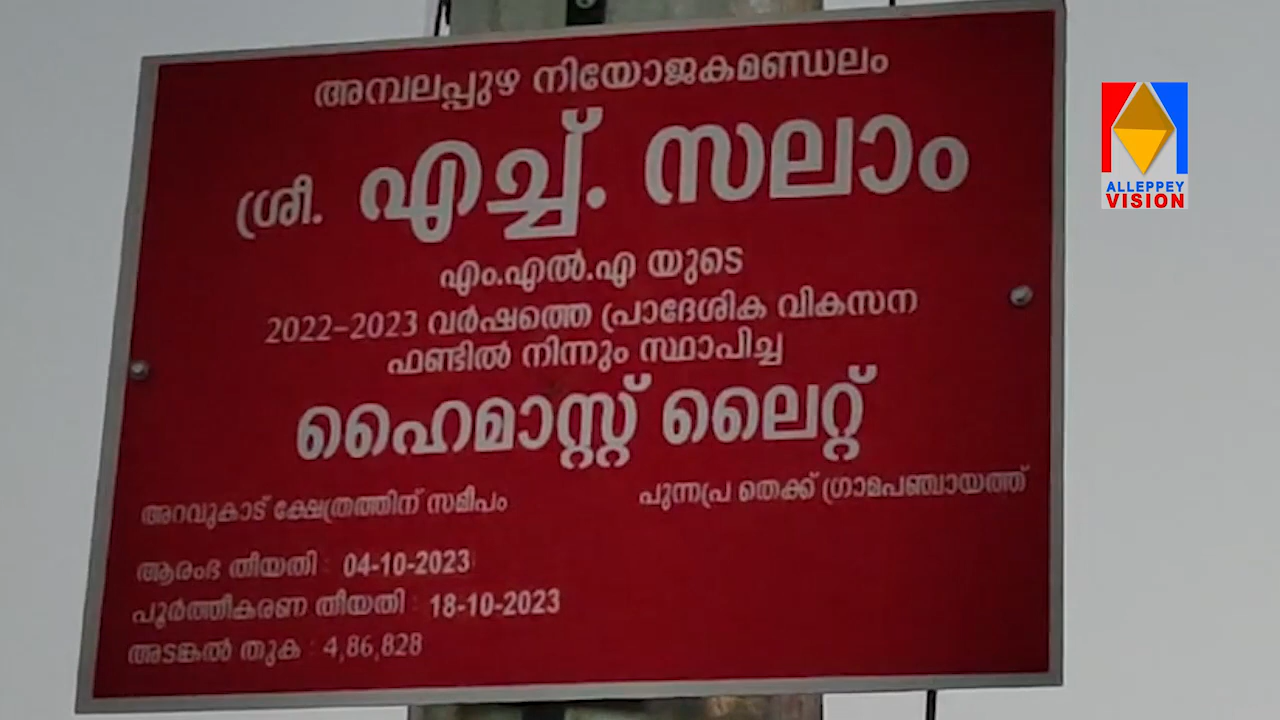 അമ്പലപ്പുഴ നിയോജകമണ്ഡലം
ശ്രീ. എച്ച്. സലാം
എം.എൽ.എ യുടെ
2022-2023 വർഷത്തെ പ്രാദേശിക വികസന
ഫണ്ടിൽ നിന്നും സ്ഥാപിച്ച
ഹൈമാസ്റ്റ് ലൈറ്റ്
അറവുകാട് ക്ഷേത്രത്തിന് സമീപം
പുന്നപ്ര തെക്ക് ഗ്രാമപഞ്ചായത്ത്
ആരംഭ തീയതി : 04-10-2023
പൂർത്തീകരണ തീയതി : 18-10-2023
അടങ്കൽ തുക : 4,86,828
ALLEPPEY
VISION